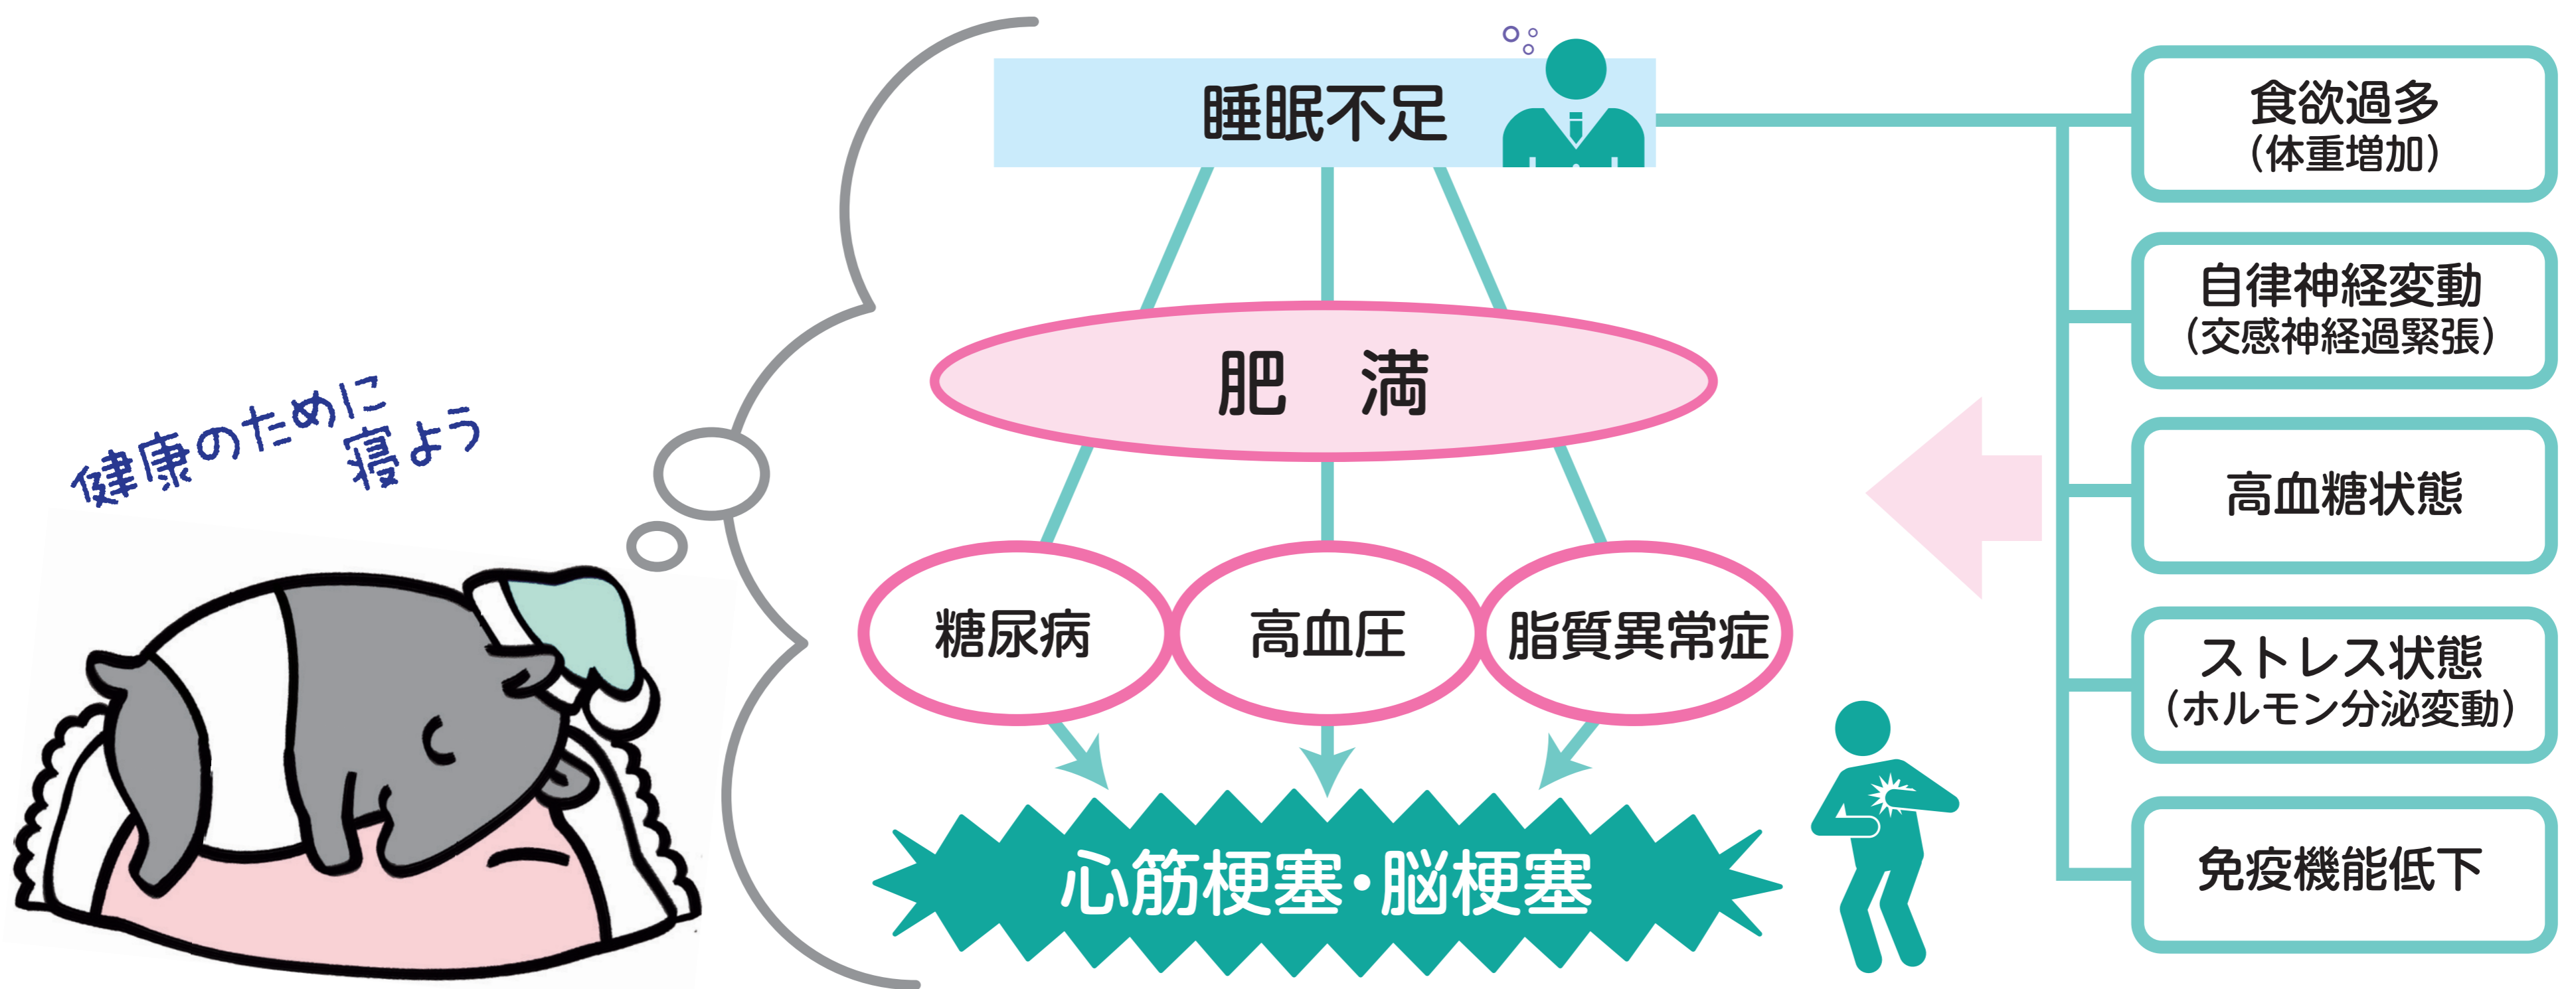 健康のために
寝よう
睡眠不足
肥　満
糖尿病
高血圧
脂質異常症
心筋梗塞・脳梗塞
食欲過多
（体重増加）
自律神経変動
（交感神経過緊張）
高血糖状態
ストレス状態
（ホルモン分泌変動）
免疫機能低下